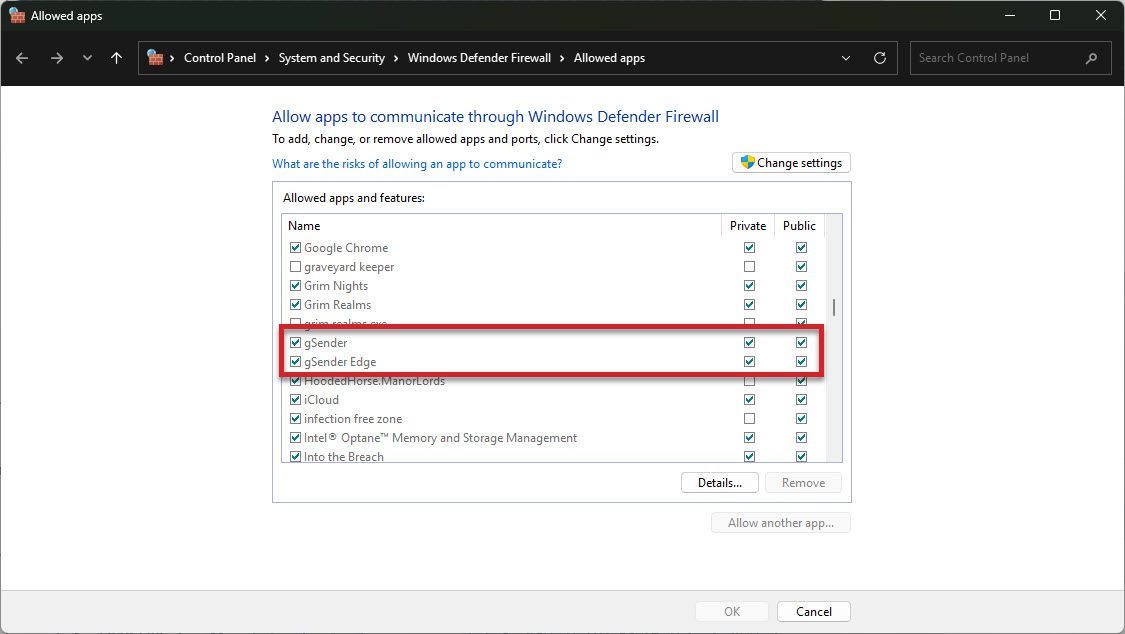 Allowed apps
Control Panel > System and Security > Windows Defender Firewall > Allowed apps
Search Control Panel
Allow apps to communicate through Windows Defender Firewall
To add, change, or remove allowed apps and ports, click Change settings.
What are the risks of allowing an app to communicate?
Change settings
Allowed apps and features:
Name Private Public
Google Chrome
graveyard keeper
Grim Nights
Grim Realms
grim realms.exe
gSender
gSender Edge
HoodedHorse.ManorLords
iCloud
infection free zone
Intel® Optane™ Memory and Storage Management
Into the Breach
Details... Remove
Allow another app...
OK Cancel